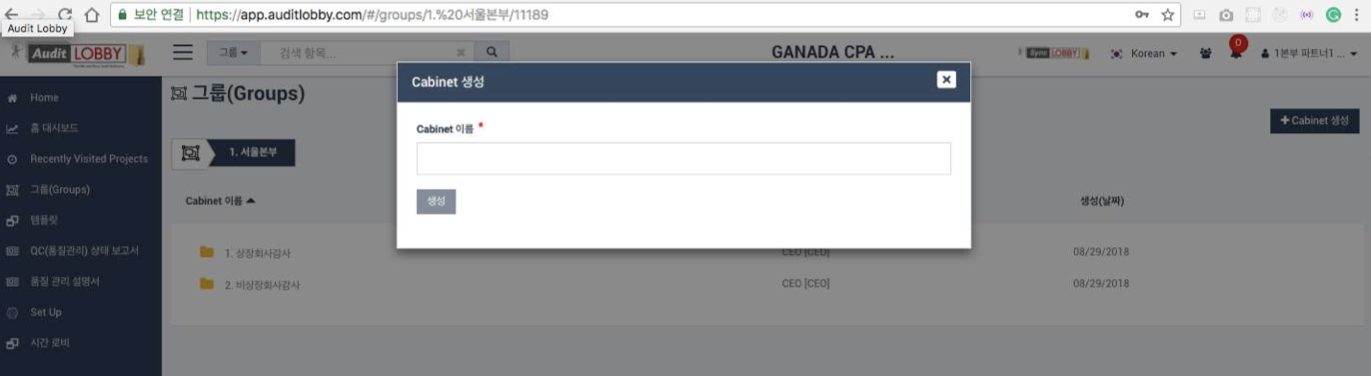 보안 연결 | https://app.auditlobby.com/#/groups/1.%20서울본부/11189
Audit Lobby
Audit LOBBY
그룹
검색 항목...
GANADA CPA ...
Sync LOBBY
Korean
0
1본부 파트너1 ...
Cabinet 생성
Cabinet 이름 *
생성
Home
홈 대시보드
Recently Visited Projects
그룹(Groups)
템플릿
QC(품질관리) 상태 보고서
품질 관리 설명서
Set Up
시간 로비
그룹(Groups)
+ Cabinet 생성
1. 서울본부
Cabinet 이름
생성(날짜)
1. 상장회사감사
CEO [CEO]
08/29/2018
2. 비상장회사감사
CEO [CEO]
08/29/2018